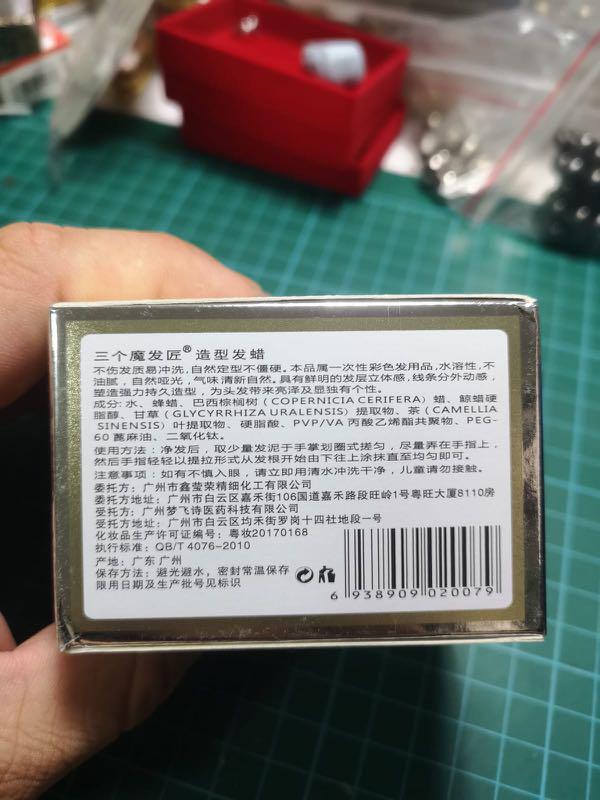 三个魔发匠® 造型发蜡
不伤发质易冲洗,自然定型不僵硬。本品属一次性彩色发用品,水溶性,不
油腻,自然哑光,气味清新自然。具有鲜明的发层立体感,线条分外动感,
塑造强力持久造型,为头发带来亮泽及显独有个性。
成分:水、蜂蜡、巴西棕榈树(COPERNICIA CERIFERA)蜡、鲸蜡硬
脂醇、甘草(GLYCYRRHIZA URALENSIS)提取物、茶(CAMELLIA
SINENSIS)叶提取物、硬脂酸、PVP/VA 丙酸乙烯酯共聚物、PEG-
60 蓖麻油、二氧化钛。
使用方法:净发后,取少量发泥于手掌划圈式搓匀,尽量弄在手指上,
然后手指轻轻以提拉形式从发根开始由下往上涂抹直至均匀即可。
注意事项:如有不慎入眼,请立即用清水冲洗干净,儿童请勿接触。
委托方:广州市鑫莹荣精细化工有限公司
委托方地址:广州市白云区嘉禾街106国道嘉禾路段旺岭1号粤旺大厦8110房
受托方:广州梦飞诗医药科技有限公司
受托方地址:广州市白云区均禾街罗岗十四社地段一号
化妆品生产许可证编号:粤妆20170168
执行标准:QB/T 4076-2010
产地:广东 广州
保存方法:避光避水,密封常温保存
限用日期及生产批号见标识
6 938909 020079